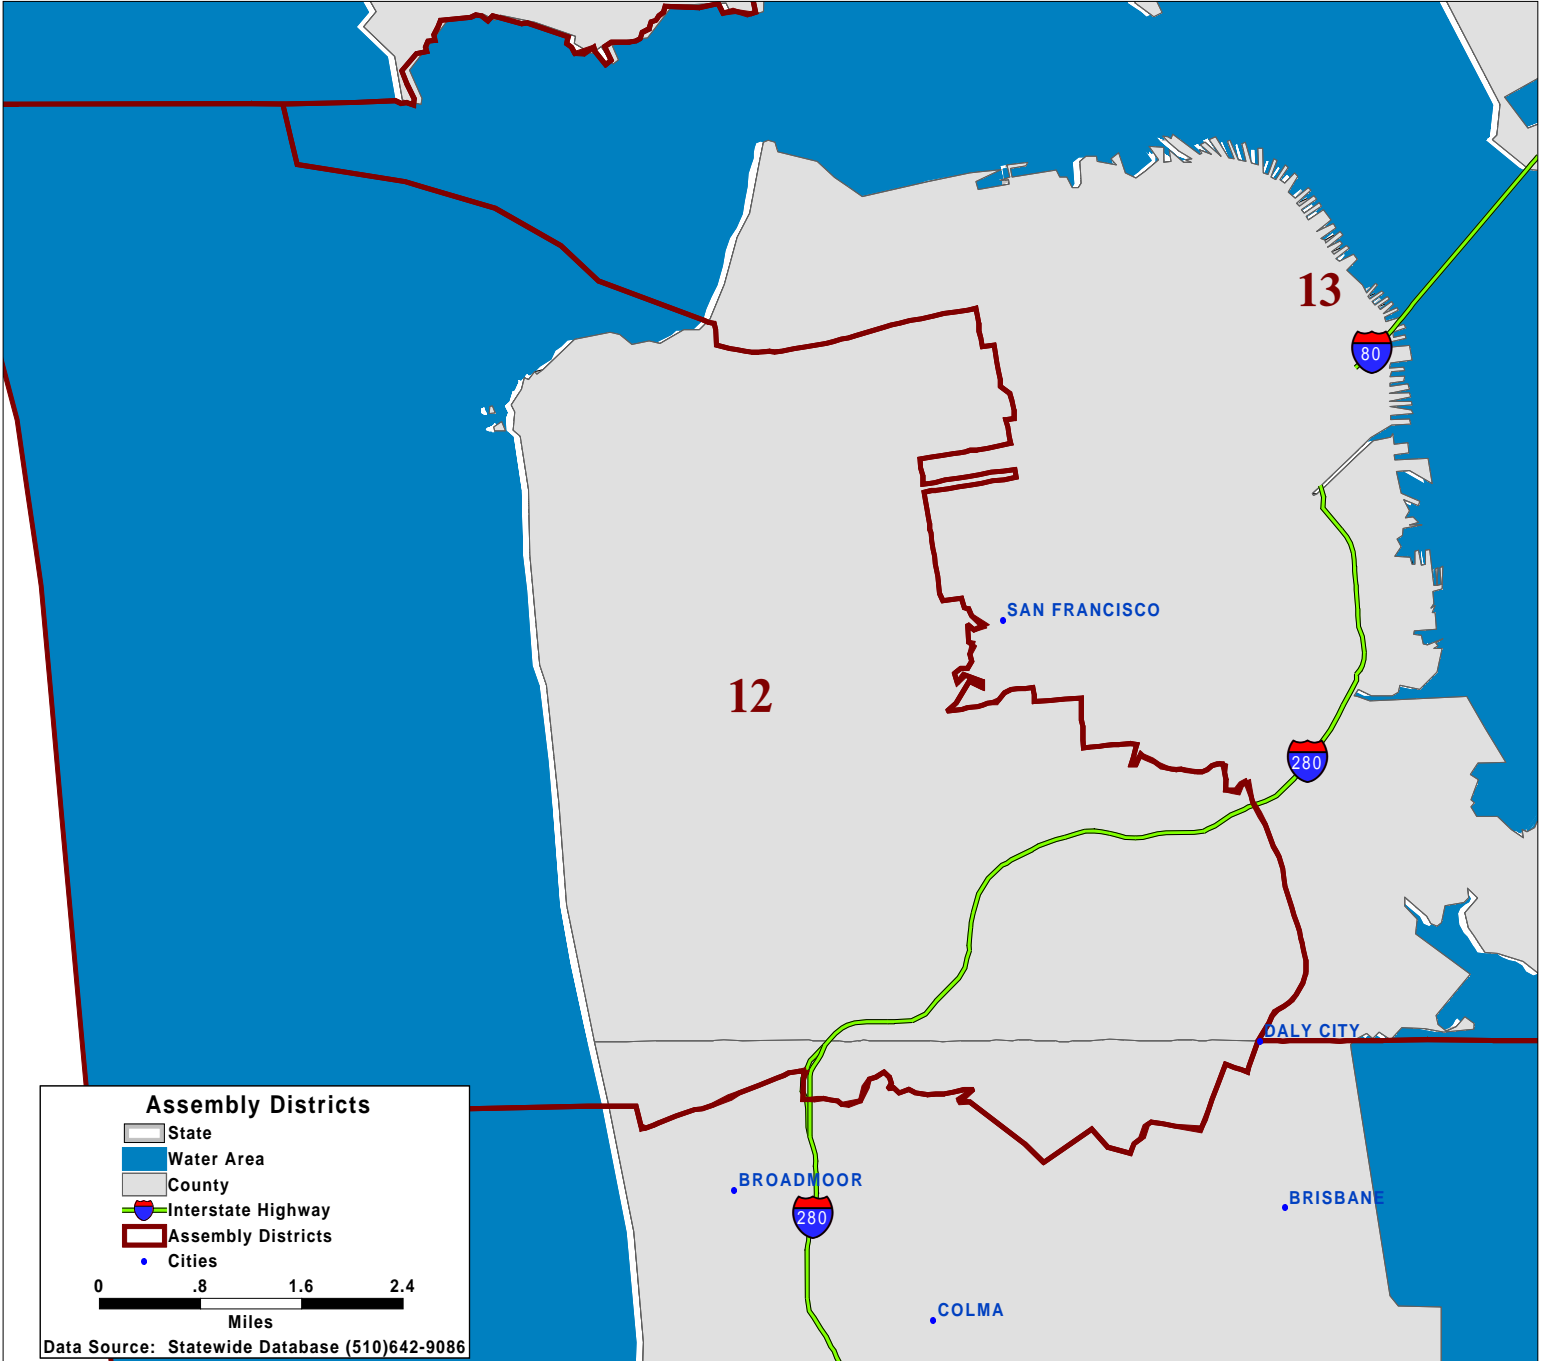 13
80
SAN FRANCISCO
12
280
DALY CITY
BROADMOOR
BRISBANE
280
COLMA
Assembly Districts
State
Water Area
County
Interstate Highway
Assembly Districts
Cities
0 .8 1.6 2.4
Miles
Data Source: Statewide Database (510)642-9086